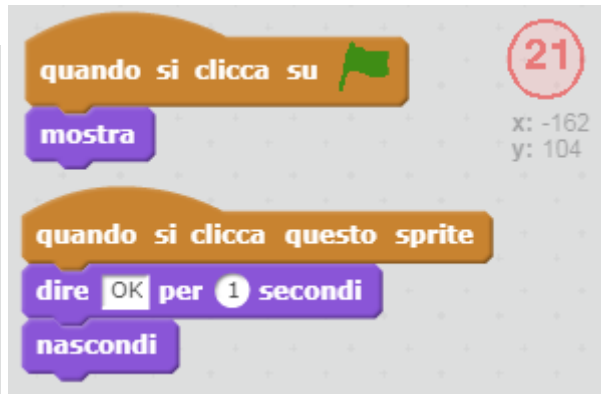 quando si clicca su
21
mostra
x: -162
y: 104
quando si clicca questo sprite
dire OK per 1 secondi
nascondi